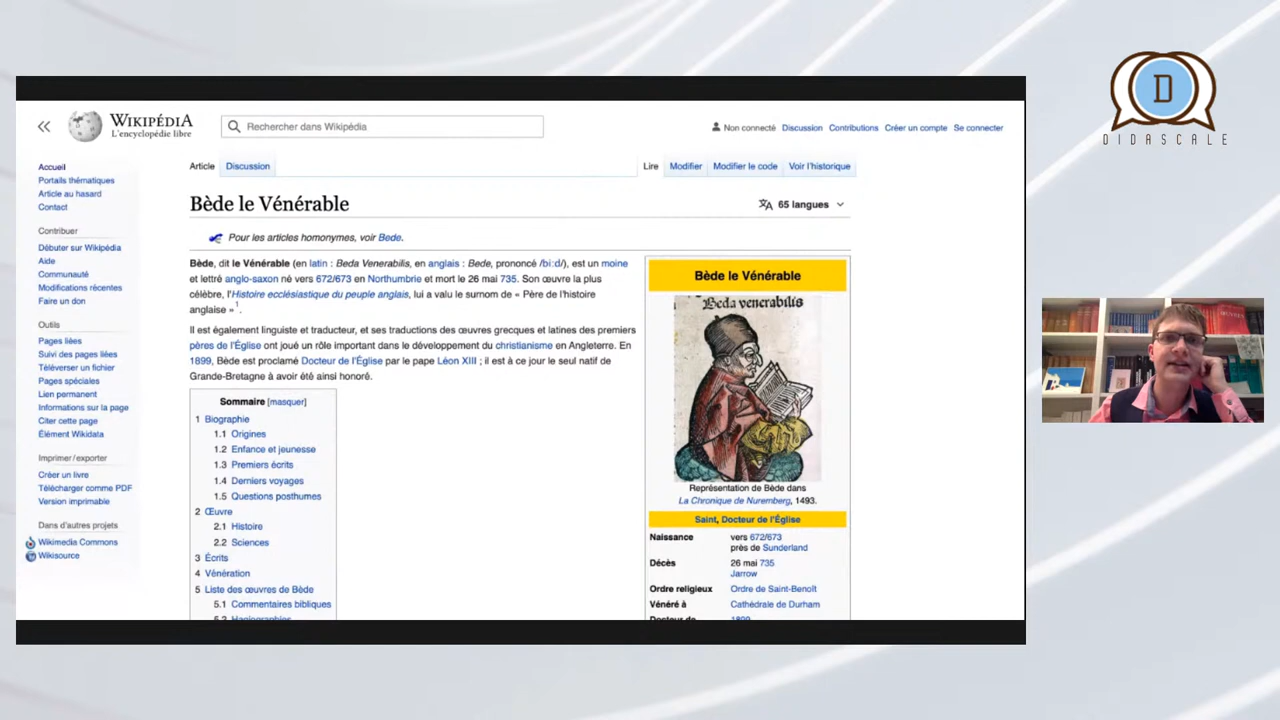 WIKIPÉDIA
L'encyclopédie libre
Rechercher dans Wikipédia
Non connecté Discussion Contributions Créer un compte Se connecter
Accueil
Portails thématiques
Article au hasard
Contact
Contribuer
Débuter sur Wikipédia
Aide
Communauté
Modifications récentes
Faire un don
Outils
Pages liées
Suivi des pages liées
Téléverser un fichier
Pages spéciales
Lien permanent
Informations sur la page
Citer cette page
Élément Wikidata
Imprimer/exporter
Créer un livre
Télécharger comme PDF
Version imprimable
Dans d'autres projets
Wikimedia Commons
Wikisource
Article Discussion Lire Modifier Modifier le code Voir l'historique
Bède le Vénérable
65 langues
Pour les articles homonymes, voir Bede.
Bède, dit le Vénérable (en latin : Beda Venerabilis, en anglais : Bede, prononcé /biːd/), est un moine
et lettré anglo-saxon né vers 672/673 en Northumbrie et mort le 26 mai 735. Son œuvre la plus
célèbre, l'Histoire ecclésiastique du peuple anglais, lui a valu le surnom de « Père de l'histoire
anglaise »1.
Il est également linguiste et traducteur, et ses traductions des œuvres grecques et latines des premiers
pères de l'Église ont joué un rôle important dans le développement du christianisme en Angleterre. En
1899, Bède est proclamé Docteur de l'Église par le pape Léon XIII ; il est à ce jour le seul natif de
Grande-Bretagne à avoir été ainsi honoré.
Sommaire [masquer]
1 Biographie
1.1 Origines
1.2 Enfance et jeunesse
1.3 Premiers écrits
1.4 Derniers voyages
1.5 Questions posthumes
2 Œuvre
2.1 Histoire
2.2 Sciences
3 Écrits
4 Vénération
5 Liste des œuvres de Bède
5.1 Commentaires bibliques
5.2 Hagiographies
Bède le Vénérable
Beda venerabilis
Représentation de Bède dans
La Chronique de Nuremberg, 1493.
Saint, Docteur de l'Église
Naissance vers 672/673
près de Sunderland
Décès 26 mai 735
Jarrow
Ordre religieux Ordre de Saint-Benoît
Vénéré à Cathédrale de Durham
Docteur de 1899
D
DIDASCALE